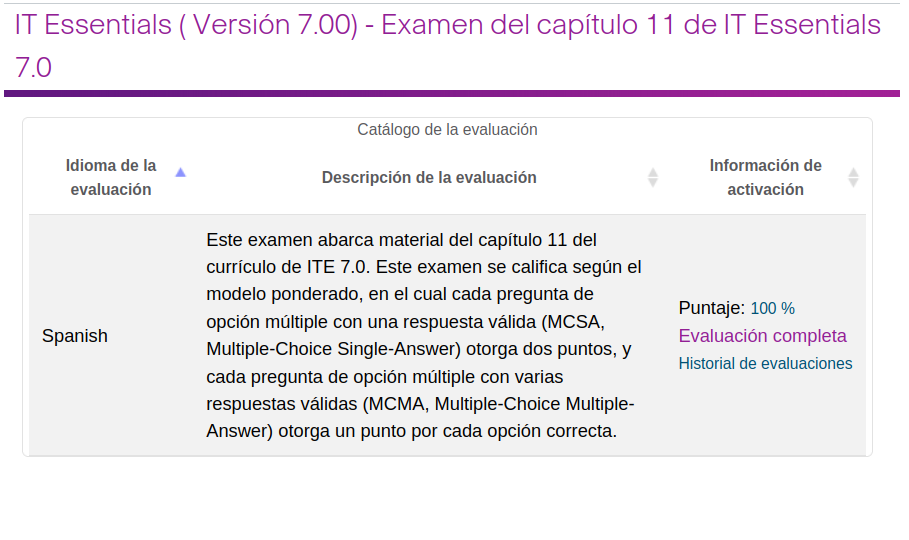 IT Essentials ( Versión 7.00) - Examen del capítulo 11 de IT Essentials
7.0
Catálogo de la evaluación
Idioma de la
evaluación
Descripción de la evaluación
Información de
activación
Spanish
Este examen abarca material del capítulo 11 del
currículo de ITE 7.0. Este examen se califica según el
modelo ponderado, en el cual cada pregunta de
opción múltiple con una respuesta válida (MCSA,
Multiple-Choice Single-Answer) otorga dos puntos, y
cada pregunta de opción múltiple con varias
respuestas válidas (MCMA, Multiple-Choice Multiple-
Answer) otorga un punto por cada opción correcta.
Puntaje: 100 %
Evaluación completa
Historial de evaluaciones